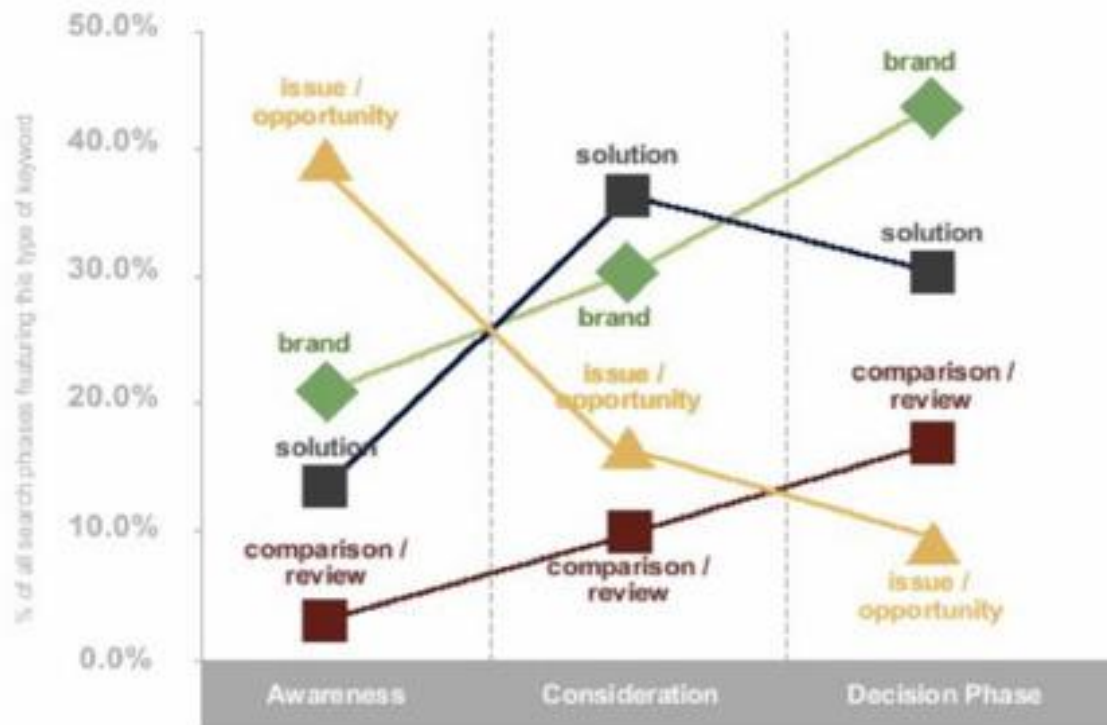 50.0%
40.0%
30.0%
20.0%
10.0%
0.0%
% of all search phases featuring this type of keyword
issue /
opportunity
brand
solution
comparison /
review
solution
brand
issue /
opportunity
comparison /
review
brand
solution
comparison /
review
issue /
opportunity
Awareness
Consideration
Decision Phase